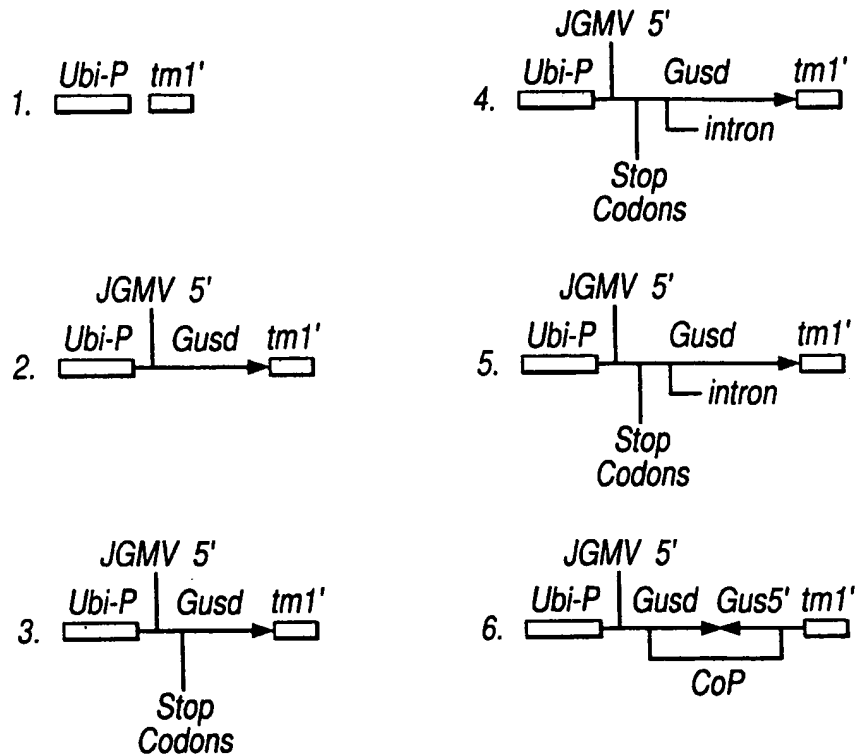 1.
Ubi-P tm1'
2.
JGMV 5'
Ubi-P Gusd tm1'
3.
JGMV 5'
Ubi-P Gusd tm1'
Stop
Codons
4.
JGMV 5'
Ubi-P Gusd tm1'
intron
Stop
Codons
5.
JGMV 5'
Ubi-P Gusd tm1'
intron
Stop
Codons
6.
JGMV 5'
Ubi-P Gusd Gus5' tm1'
CoP